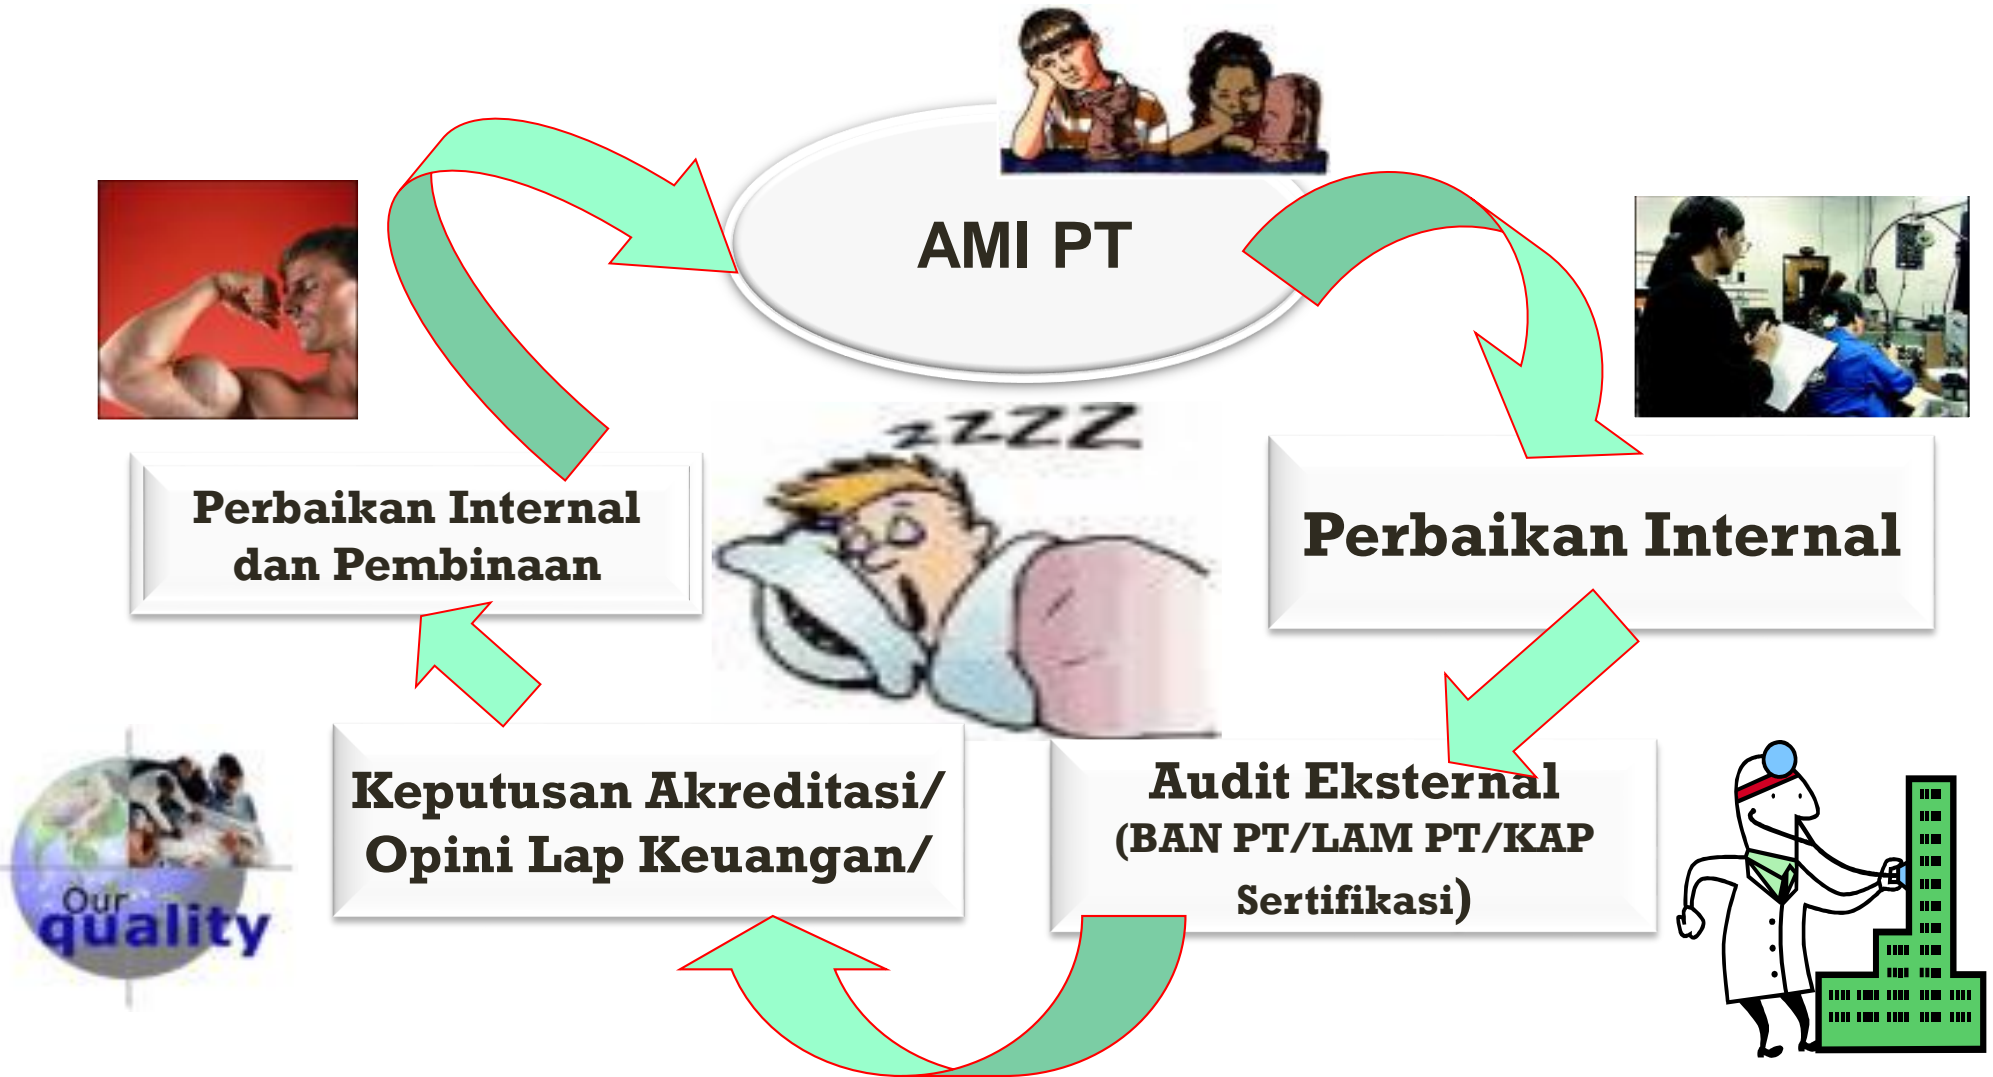 AMI PT
zzZZ
Perbaikan Internal
dan Pembinaan
Perbaikan Internal
Keputusan Akreditasi/
Opini Lap Keuangan/
Audit Eksternal
(BAN PT/LAM PT/KAP
Sertifikasi)
Our
quality